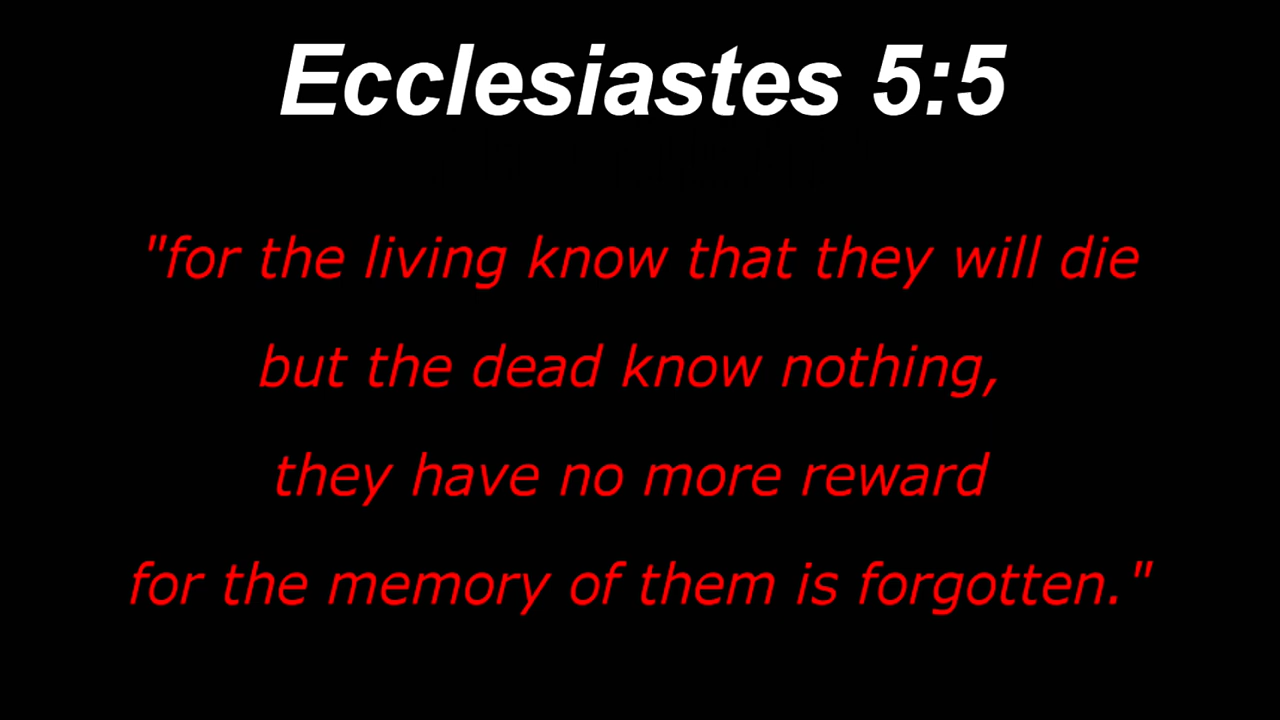 Ecclesiastes 5:5
"for the living know that they will die
but the dead know nothing,
they have no more reward
for the memory of them is forgotten."